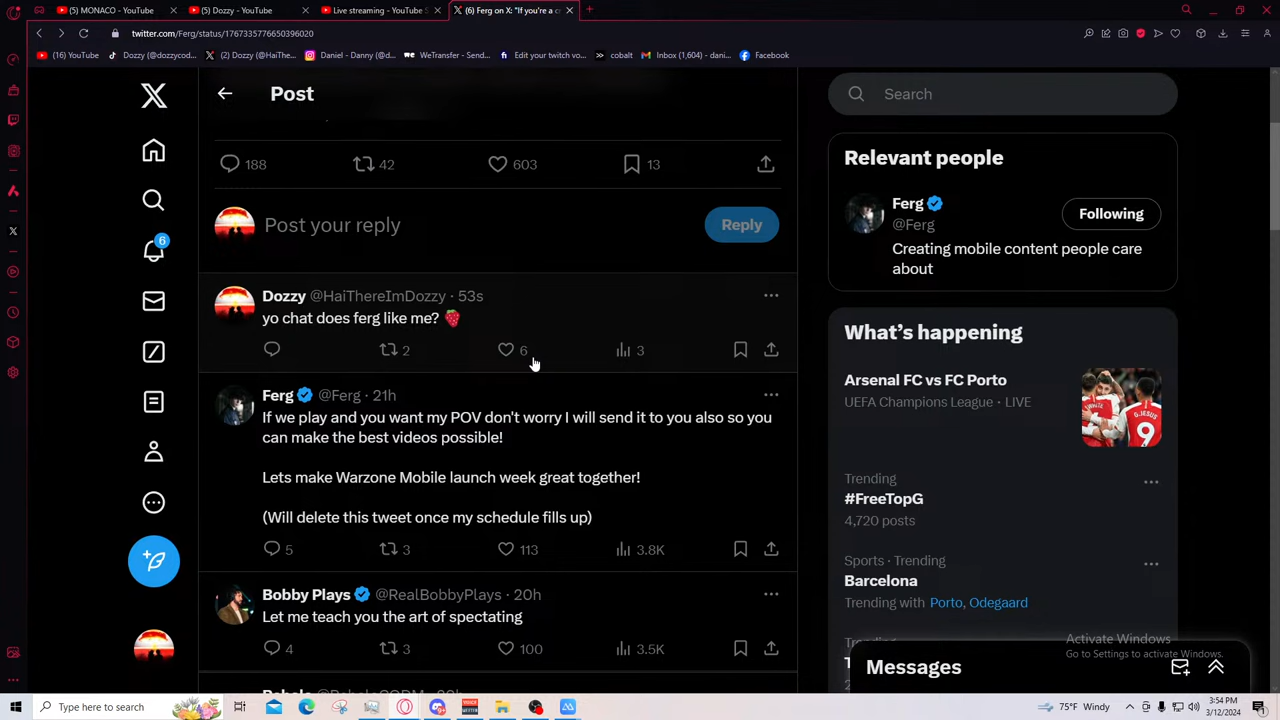 (5) MONACO - YouTube
(5) Dozzy - YouTube
Live streaming - YouTube S
(6) Ferg on X: "If you're a cr
twitter.com/Ferg/status/1767335776650396020
(16) YouTube
Dozzy (@dozzycod...
(2) Dozzy (@HaiThe...
Daniel - Danny (@d...
WeTransfer - Send...
Edit your twitch vo...
cobalt
Inbox (1,604) - dani...
Facebook
Post
188
42
603
13
Post your reply
Reply
Dozzy @HaiThereImDozzy · 53s
yo chat does ferg like me? 🍓
2
6
3
Ferg @Ferg · 21h
If we play and you want my POV don't worry I will send it to you also so you
can make the best videos possible!
Lets make Warzone Mobile launch week great together!
(Will delete this tweet once my schedule fills up)
5
3
113
3.8K
Bobby Plays @RealBobbyPlays · 20h
Let me teach you the art of spectating
4
3
100
3.5K
6
Search
Relevant people
Ferg
@Ferg
Following
Creating mobile content people care
about
What's happening
Arsenal FC vs FC Porto
UEFA Champions League · LIVE
Trending
#FreeTopG
4,720 posts
Sports · Trending
Barcelona
Trending with Porto, Odegaard
Activate Windows
Go to Settings to activate Windows.
Messages
Type here to search
75°F Windy
3:54 PM
3/12/2024